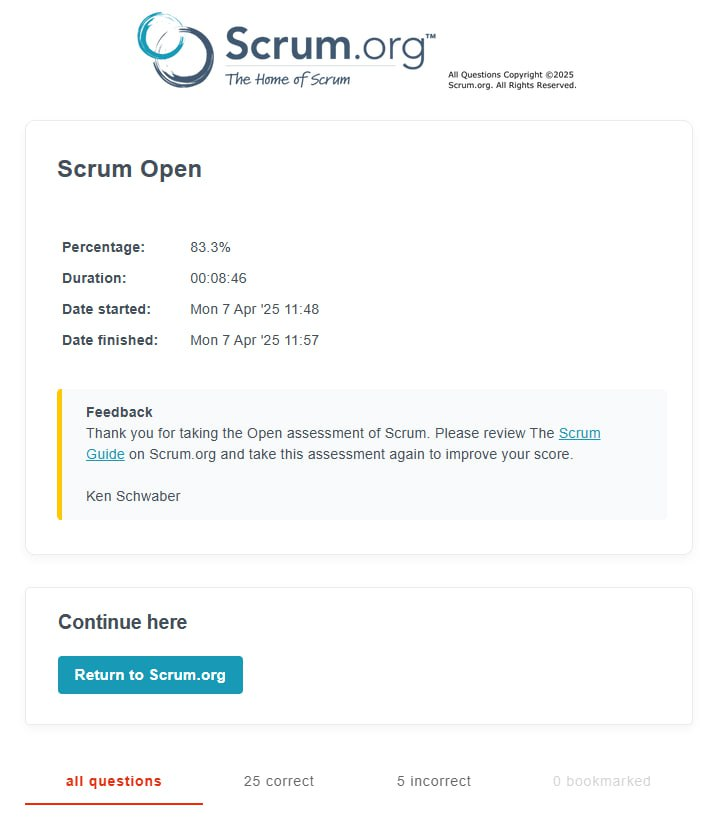 Scrum.org™
The Home of Scrum
All Questions Copyright ©2025
Scrum.org. All Rights Reserved.
Scrum Open
Percentage: 83.3%
Duration: 00:08:46
Date started: Mon 7 Apr '25 11:48
Date finished: Mon 7 Apr '25 11:57
Feedback
Thank you for taking the Open assessment of Scrum. Please review The Scrum
Guide on Scrum.org and take this assessment again to improve your score.
Ken Schwaber
Continue here
Return to Scrum.org
all questions 25 correct 5 incorrect 0 bookmarked